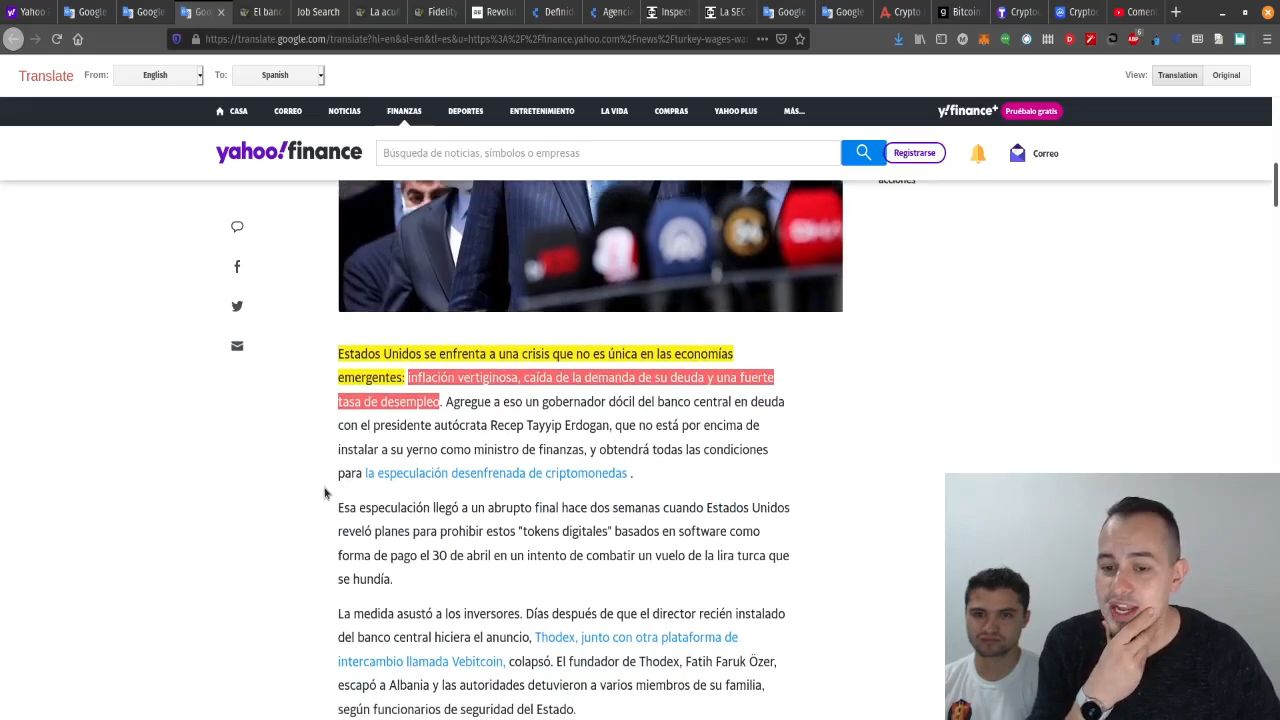 Yahoo
Google
Google
Goo
El banc
Job Search
La acuf
Fidelity
Revolut
Definid
Agencia
Inspect
La SEC
Google
Google
Crypto
Bitcoin
Cryptoc
Cryptoc
Coment
https://translate.google.com/translate?hl=en&sl=en&tl=es&u=https%3A%2F%2Ffinance.yahoo.com%2Fnews%2Fturkey-wages-wa
Translate From: English To: Spanish View: Translation Original
CASA CORREO NOTICIAS FINANZAS DEPORTES ENTRETENIMIENTO LA VIDA COMPRAS YAHOO PLUS MÁS... y!finance+ Pruébalo gratis
yahoo!finance Búsqueda de noticias, símbolos o empresas Registrarse Correo
acciones
Estados Unidos se enfrenta a una crisis que no es única en las economías
emergentes: inflación vertiginosa, caída de la demanda de su deuda y una fuerte
tasa de desempleo. Agregue a eso un gobernador dócil del banco central en deuda
con el presidente autócrata Recep Tayyip Erdogan, que no está por encima de
instalar a su yerno como ministro de finanzas, y obtendrá todas las condiciones
para la especulación desenfrenada de criptomonedas .
Esa especulación llegó a un abrupto final hace dos semanas cuando Estados Unidos
reveló planes para prohibir estos "tokens digitales" basados en software como
forma de pago el 30 de abril en un intento de combatir un vuelo de la lira turca que
se hundía.
La medida asustó a los inversores. Días después de que el director recién instalado
del banco central hiciera el anuncio, Thodex, junto con otra plataforma de
intercambio llamada Vebitcoin, colapsó. El fundador de Thodex, Fatih Faruk Özer,
escapó a Albania y las autoridades detuvieron a varios miembros de su familia,
según funcionarios de seguridad del Estado.